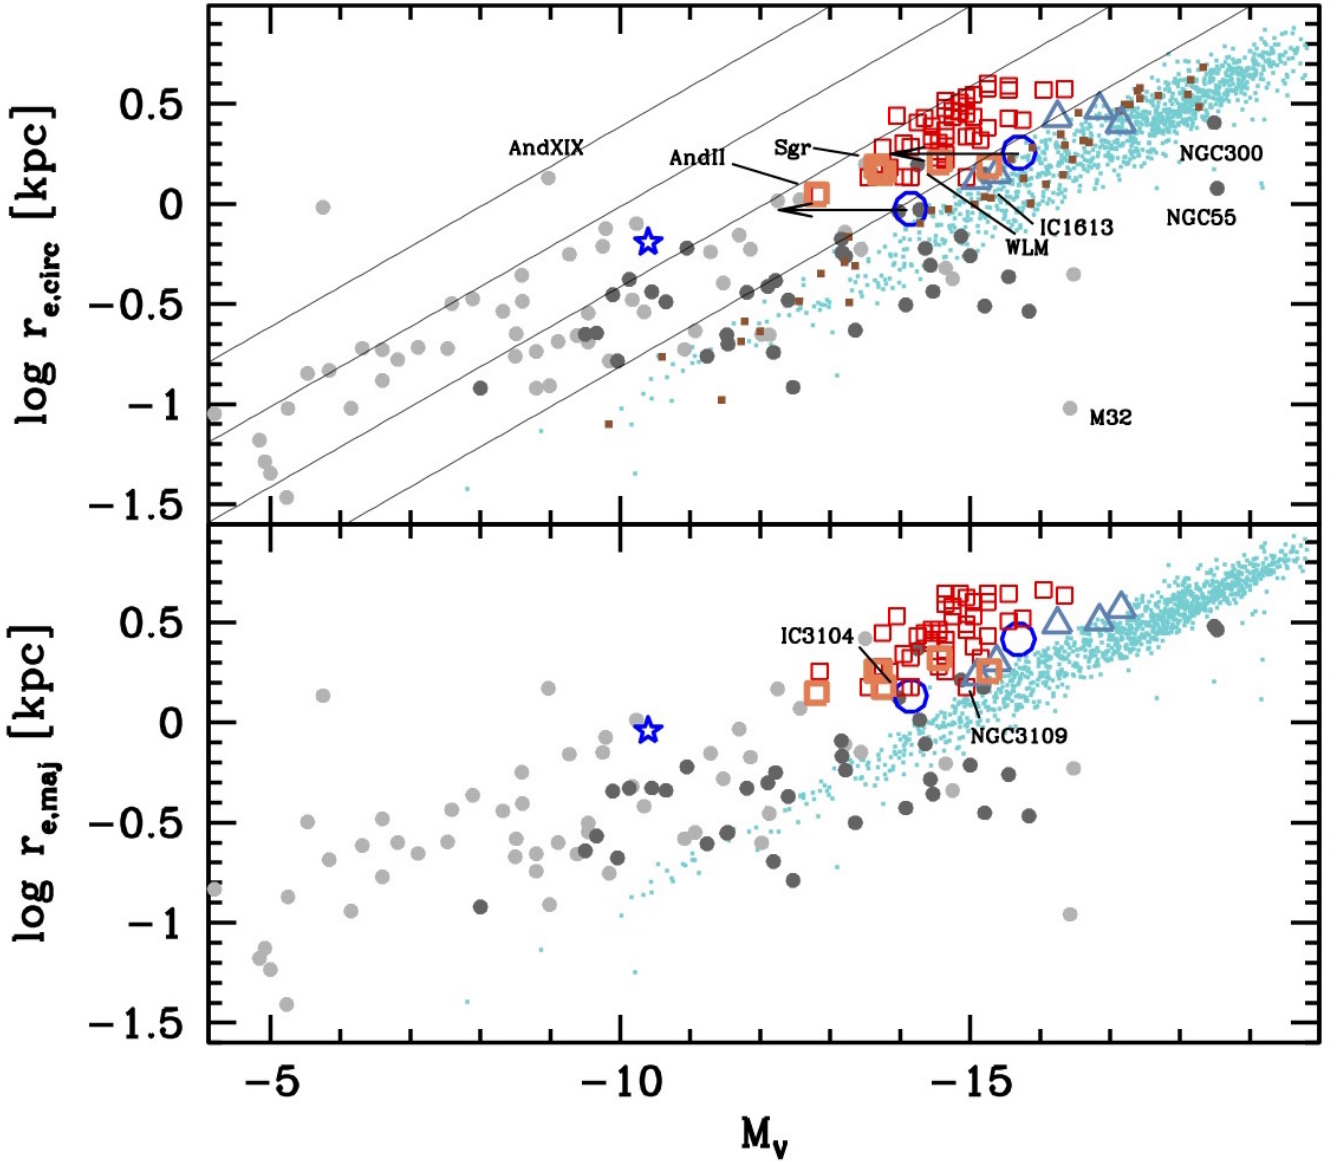 log r_e,circ [kpc]
0.5
0
−0.5
−1
−1.5
AndXIX
AndII
Sgr
NGC300
NGC55
IC1613
WLM
M32
log r_e,maj [kpc]
0.5
0
−0.5
−1
−1.5
IC3104
NGC3109
−5
−10
−15
M_V